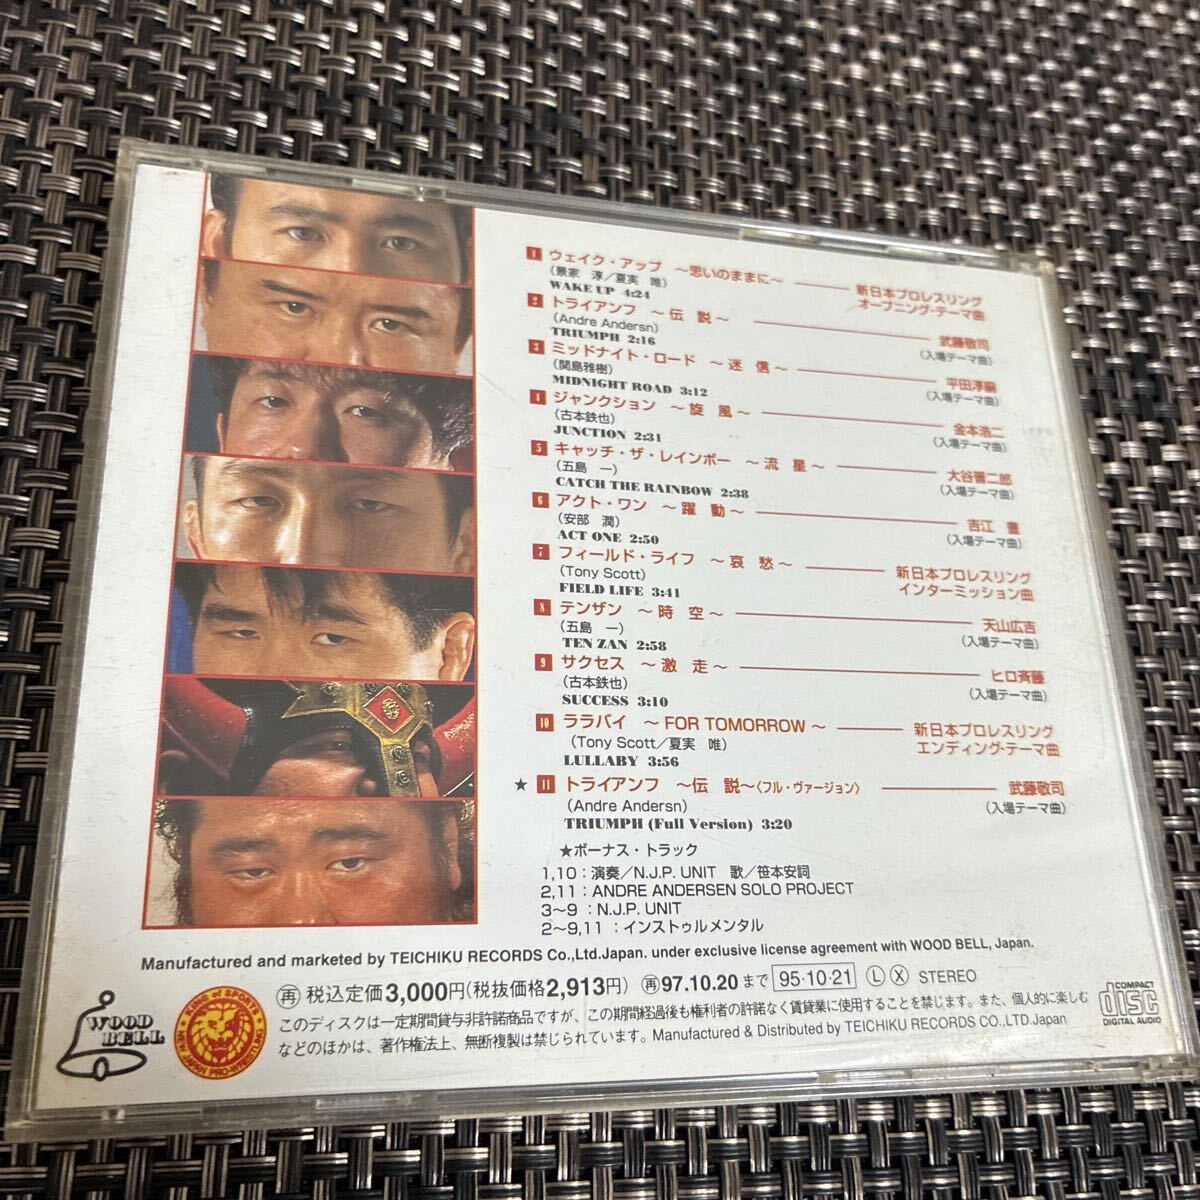 1 ウェイク・アップ ～思いのままに～ 新日本プロレスリング
(景家 淳／夏実 唯) オープニング・テーマ曲
WAKE UP 4:24
2 トライアンフ ～伝 説～ 武藤敬司
(Andre Andersn) (入場テーマ曲)
TRIUMPH 2:16
3 ミッドナイト・ロード ～迷 信～ 平田淳嗣
(関島雅樹) (入場テーマ曲)
MIDNIGHT ROAD 3:12
4 ジャンクション ～旋 風～ 金本浩二
(古本鉄也) (入場テーマ曲)
JUNCTION 2:31
5 キャッチ・ザ・レインボー ～流 星～ 大谷晋二郎
(五島 一) (入場テーマ曲)
CATCH THE RAINBOW 2:38
6 アクト・ワン ～躍 動～ 吉江 豊
(安部 潤) (入場テーマ曲)
ACT ONE 2:50
7 フィールド・ライフ ～哀 愁～ 新日本プロレスリング
(Tony Scott) インターミッション曲
FIELD LIFE 3:41
8 テンザン ～時 空～ 天山広吉
(五島 一) (入場テーマ曲)
TEN ZAN 2:58
9 サクセス ～激 走～ ヒロ斉藤
(古本鉄也) (入場テーマ曲)
SUCCESS 3:10
10 ララバイ ～FOR TOMORROW～ 新日本プロレスリング
(Tony Scott／夏実 唯) エンディング・テーマ曲
LULLABY 3:56
★ 11 トライアンフ ～伝 説～〈フル・ヴァージョン〉 武藤敬司
(Andre Andersn) (入場テーマ曲)
TRIUMPH (Full Version) 3:20
★ボーナス・トラック
1,10：演奏／N.J.P. UNIT 歌／笹本安詞
2,11：ANDRE ANDERSEN SOLO PROJECT
3～9：N.J.P. UNIT
2～9,11：インストゥルメンタル
Manufactured and marketed by TEICHIKU RECORDS Co.,Ltd.Japan. under exclusive license agreement with WOOD BELL, Japan.
再 税込定価3,000円(税抜価格2,913円) 再97.10.20まで 95・10・21 L X STEREO
このディスクは一定期間貸与非許諾商品ですが、この期間経過後も権利者の許諾なく賃貸業に使用することを禁じます。また、個人的に楽しむ
などのほかは、著作権法上、無断複製は禁じられています。Manufactured & Distributed by TEICHIKU RECORDS CO.,LTD.Japan
WOOD
BELL
KING of SPORTS
NEW JAPAN PRO-WRESTLING
COMPACT
disc
DIGITAL AUDIO